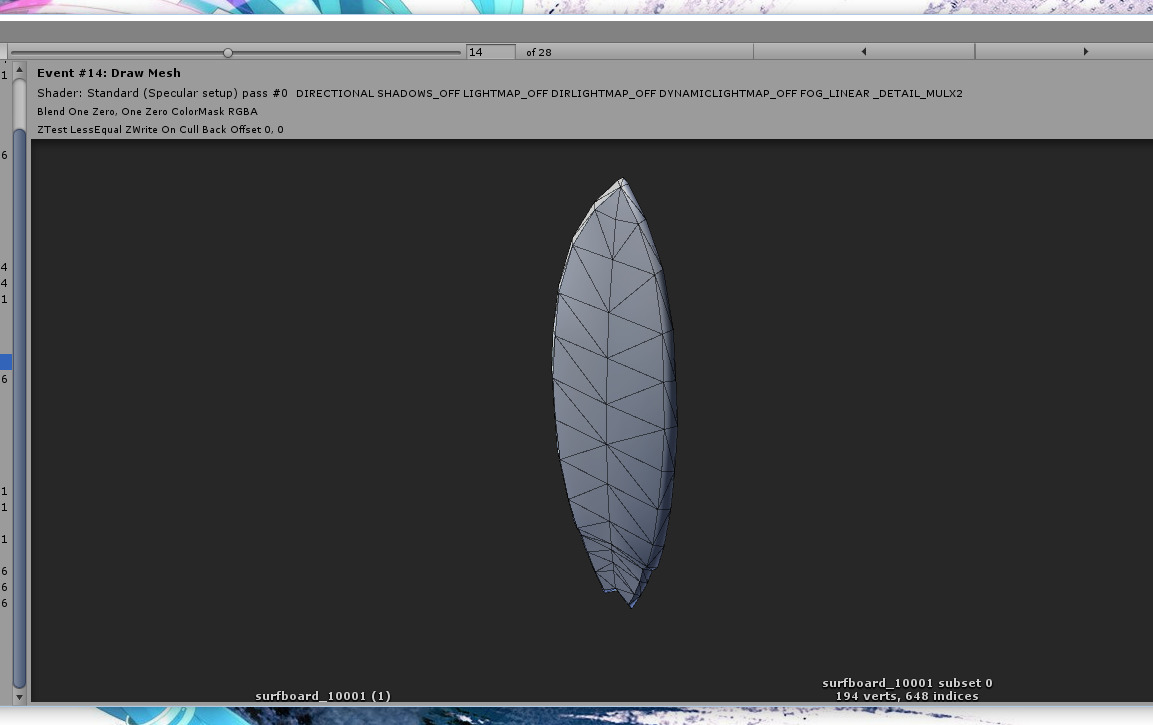 14 of 28
1
Event #14: Draw Mesh
Shader: Standard (Specular setup) pass #0 DIRECTIONAL SHADOWS_OFF LIGHTMAP_OFF DIRLIGHTMAP_OFF DYNAMICLIGHTMAP_OFF FOG_LINEAR _DETAIL_MULX2
Blend One Zero, One Zero ColorMask RGBA
ZTest LessEqual ZWrite On Cull Back Offset 0, 0
6
4
4
1
6
1
1
1
6
6
6
surfboard_10001 (1)
surfboard_10001 subset 0
194 verts, 648 indices